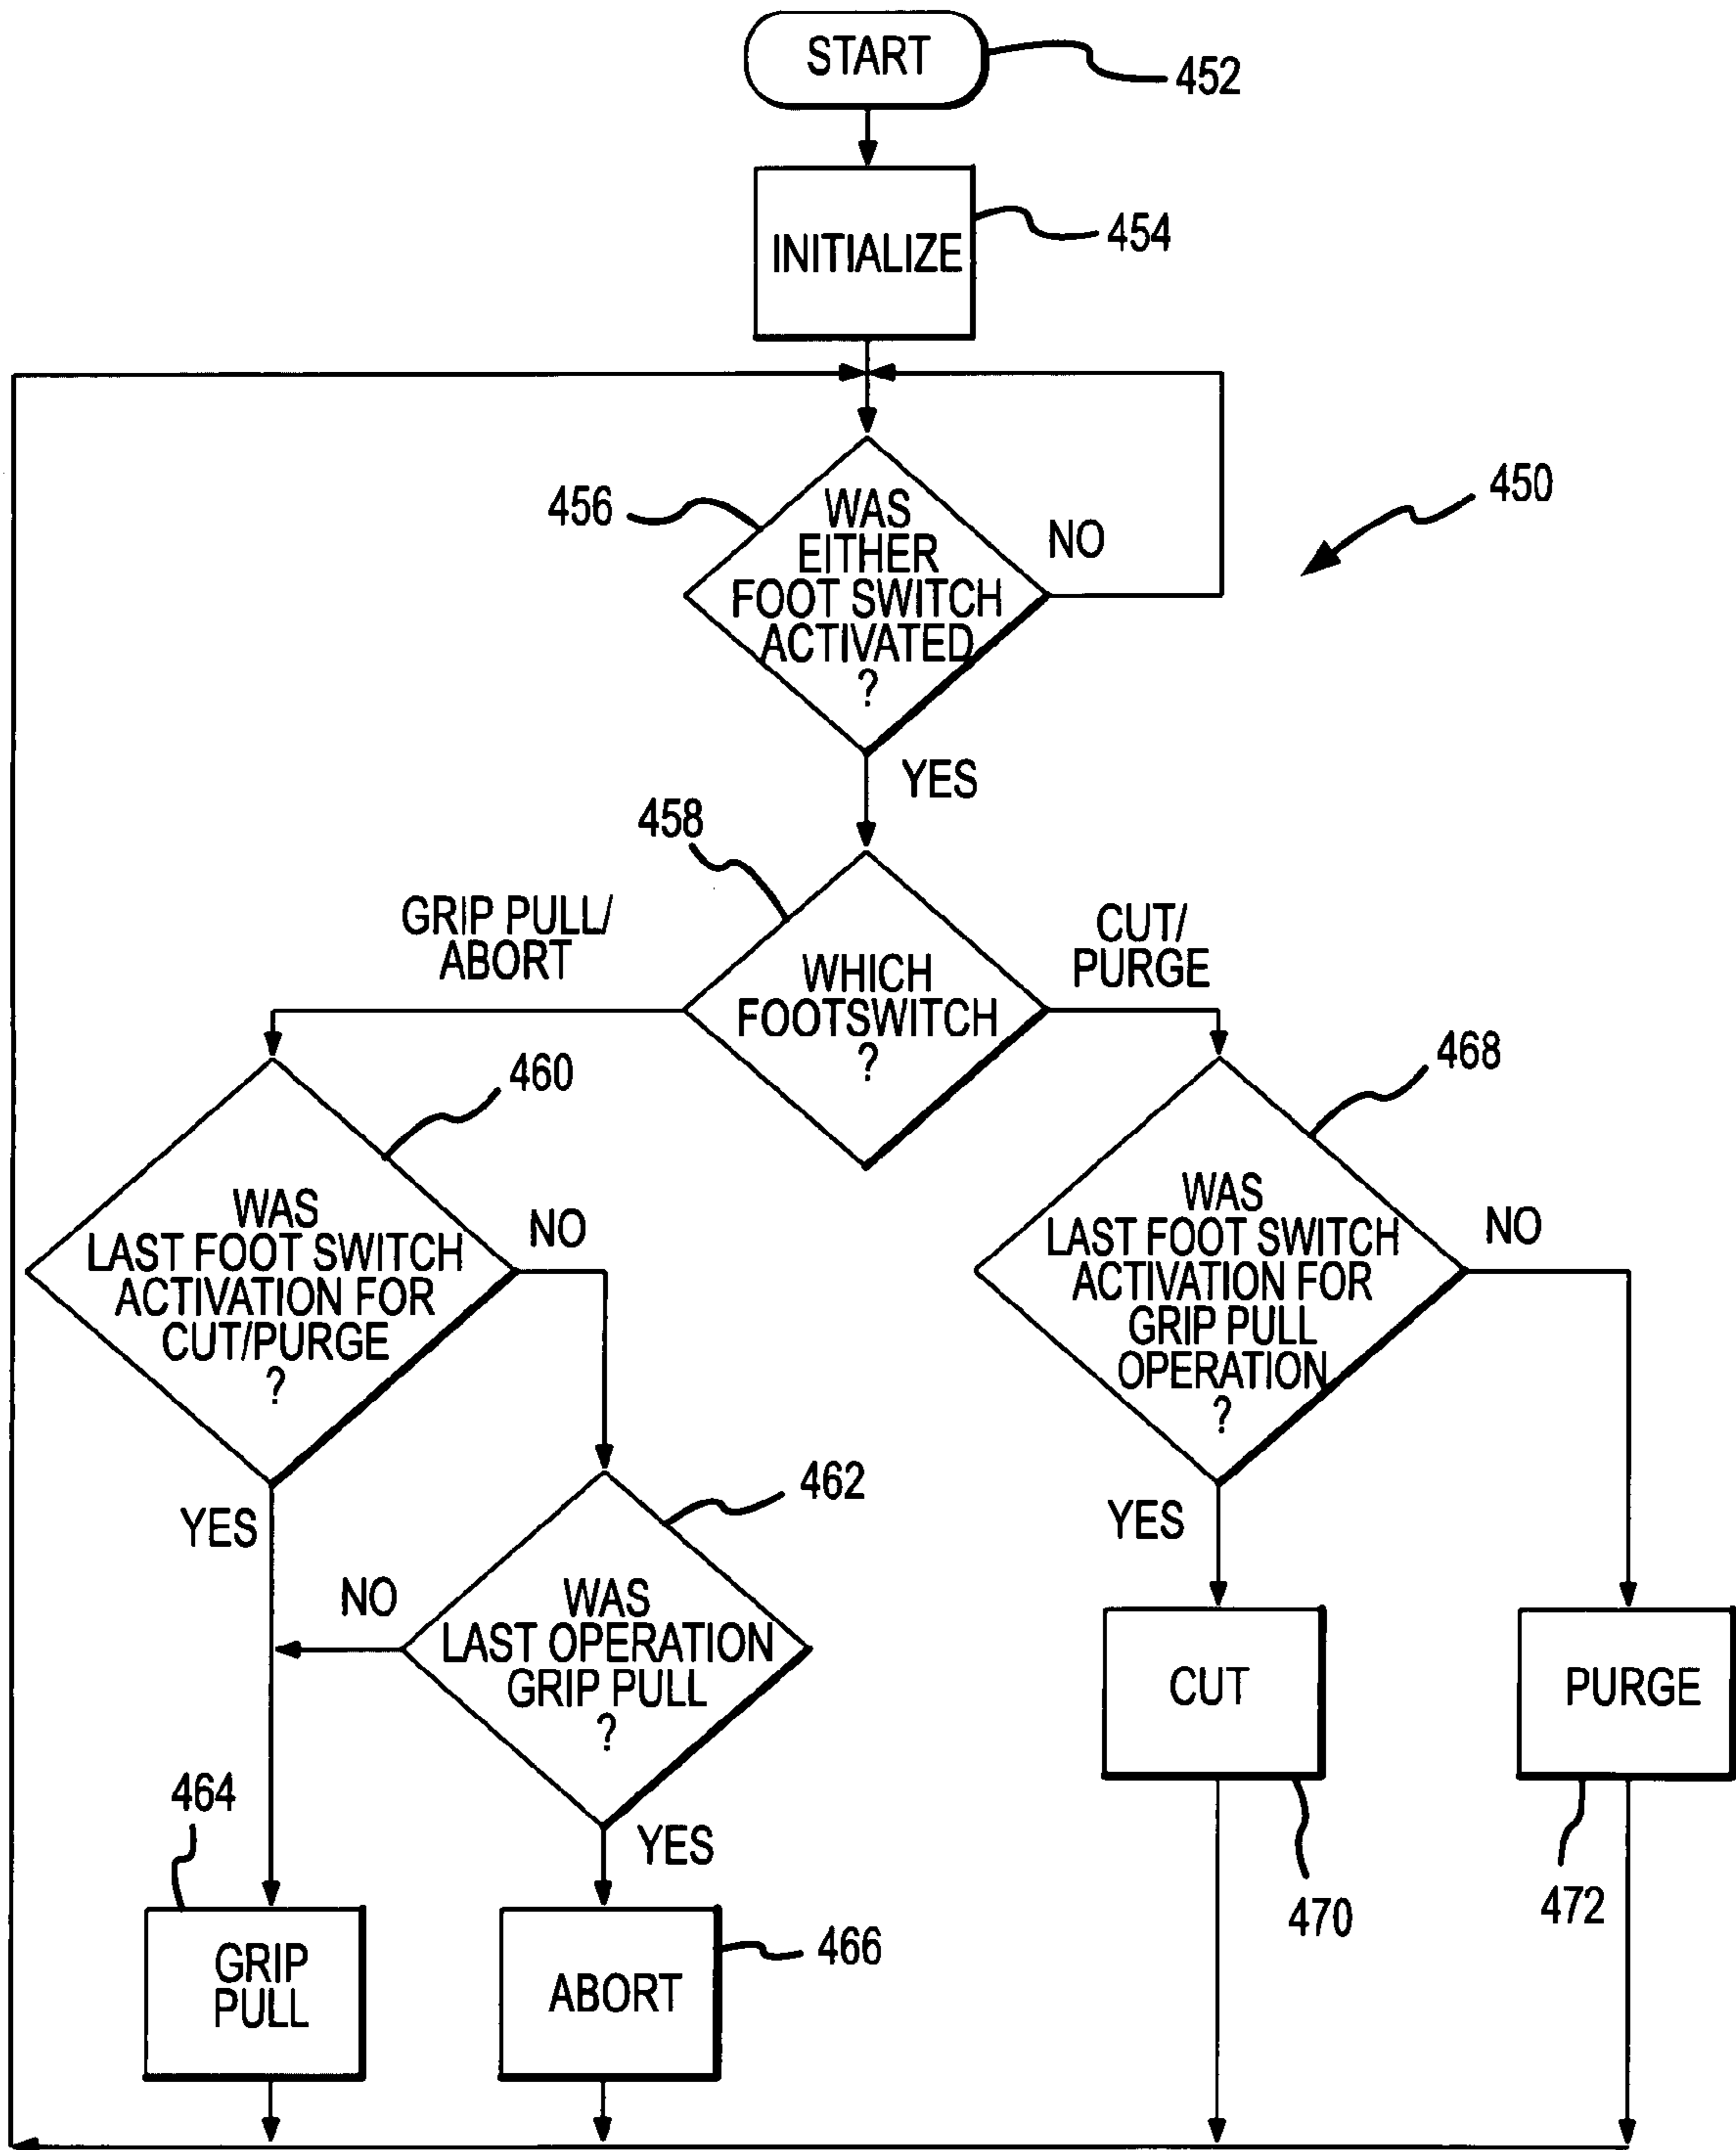 START
452
INITIALIZE
454
450
456
WAS
EITHER
FOOT SWITCH
ACTIVATED
?
NO
YES
458
GRIP PULL/
ABORT
WHICH
FOOTSWITCH
?
CUT/
PURGE
460
WAS
LAST FOOT SWITCH
ACTIVATION FOR
CUT/PURGE
?
NO
YES
468
WAS
LAST FOOT SWITCH
ACTIVATION FOR
GRIP PULL
OPERATION
?
NO
YES
462
WAS
LAST OPERATION
GRIP PULL
?
NO
YES
464
GRIP
PULL
ABORT
466
CUT
470
PURGE
472